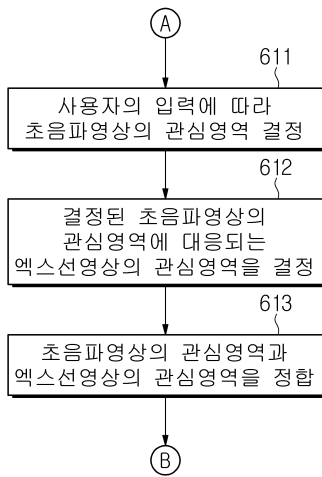 A
611
사용자의 입력에 따라
초음파영상의 관심영역 결정
612
결정된 초음파영상의
관심영역에 대응되는
엑스선영상의 관심영역을 결정
613
초음파영상의 관심영역과
엑스선영상의 관심영역을 정합
B